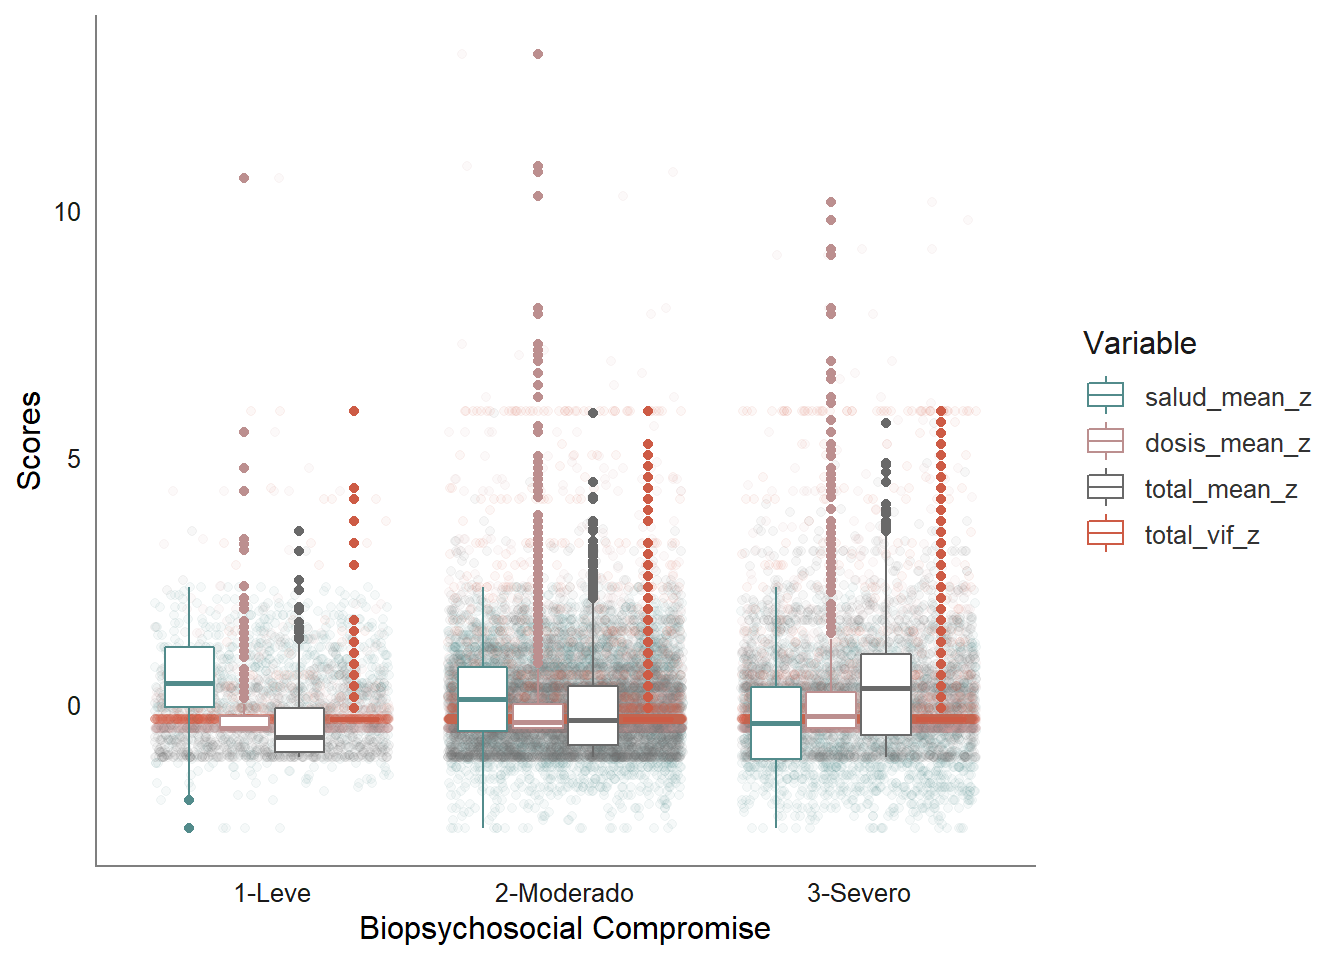 Scores
10
5
0
1-Leve
2-Moderado
3-Severo
Biopsychosocial Compromise
Variable
salud_mean_z
dosis_mean_z
total_mean_z
total_vif_z